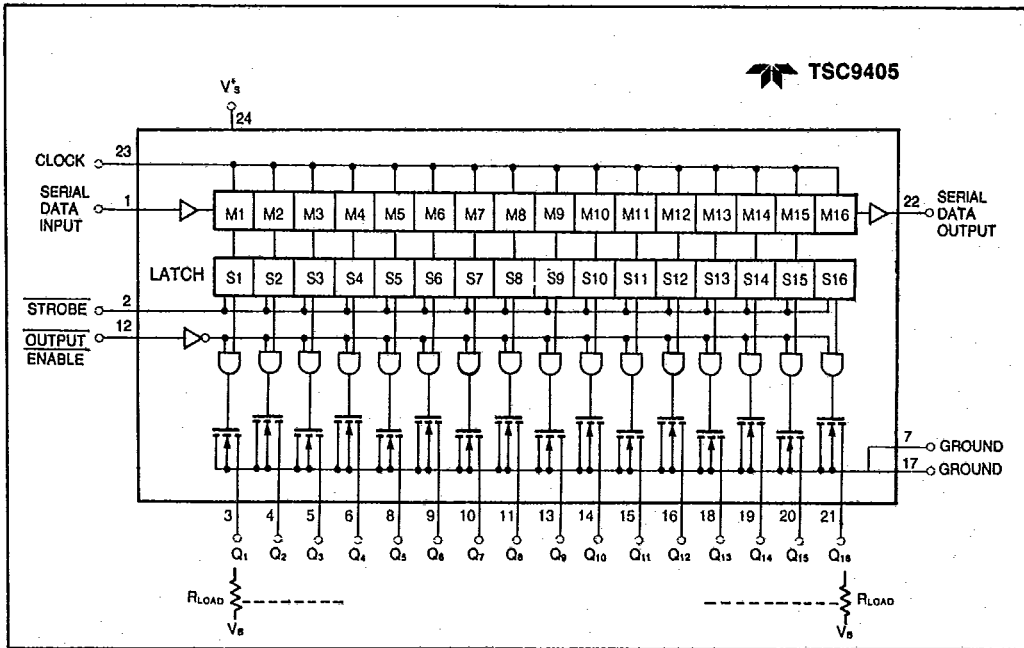 TSC9405
V⁺s
24
CLOCK 23
SERIAL DATA INPUT 1
M1 M2 M3 M4 M5 M6 M7 M8 M9 M10 M11 M12 M13 M14 M15 M16
22 SERIAL DATA OUTPUT
LATCH S1 S2 S3 S4 S5 S6 S7 S8 S9 S10 S11 S12 S13 S14 S15 S16
STROBE 2
OUTPUT ENABLE 12
7 GROUND
17 GROUND
3 4 5 6 8 9 10 11 13 14 15 16 18 19 20 21
Q₁ Q₂ Q₃ Q₄ Q₅ Q₆ Q₇ Q₈ Q₉ Q₁₀ Q₁₁ Q₁₂ Q₁₃ Q₁₄ Q₁₅ Q₁₆
RLOAD RLOAD
VB VB